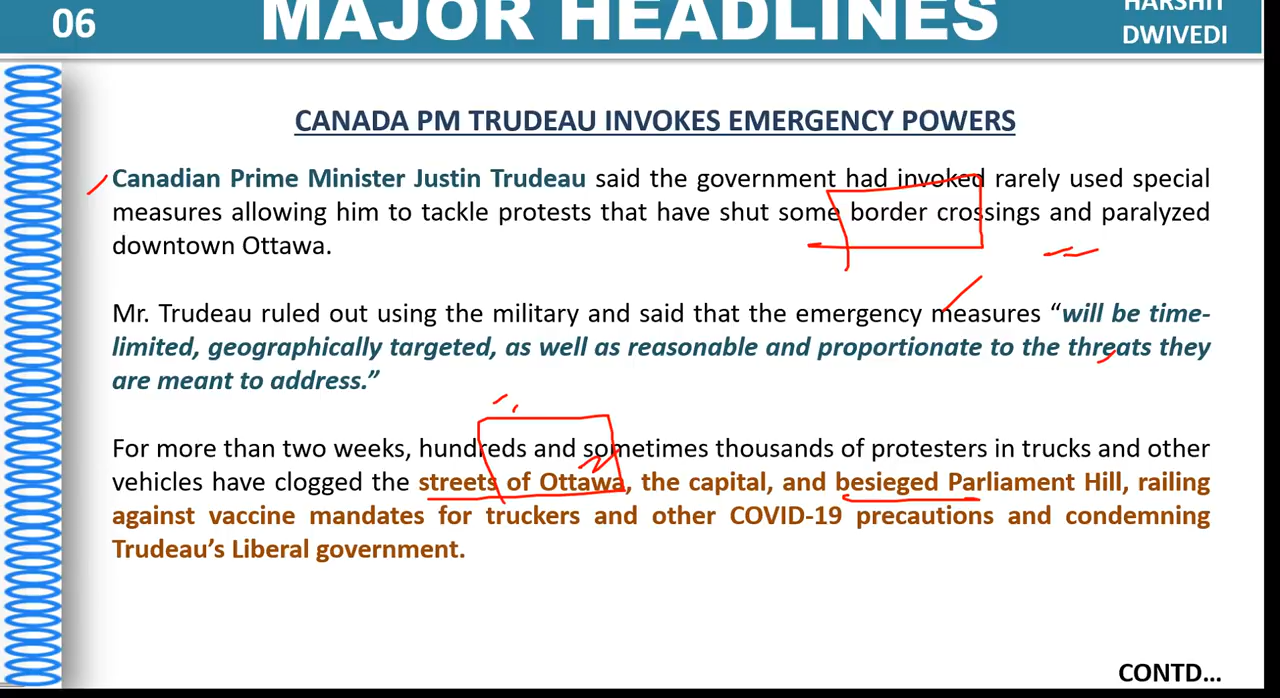 06
MAJOR HEADLINES
HARSHIT
DWIVEDI
CANADA PM TRUDEAU INVOKES EMERGENCY POWERS
Canadian Prime Minister Justin Trudeau said the government had invoked rarely used special
measures allowing him to tackle protests that have shut some border crossings and paralyzed
downtown Ottawa.
Mr. Trudeau ruled out using the military and said that the emergency measures “will be time-
limited, geographically targeted, as well as reasonable and proportionate to the threats they
are meant to address.”
For more than two weeks, hundreds and sometimes thousands of protesters in trucks and other
vehicles have clogged the streets of Ottawa, the capital, and besieged Parliament Hill, railing
against vaccine mandates for truckers and other COVID-19 precautions and condemning
Trudeau’s Liberal government.
CONTD...